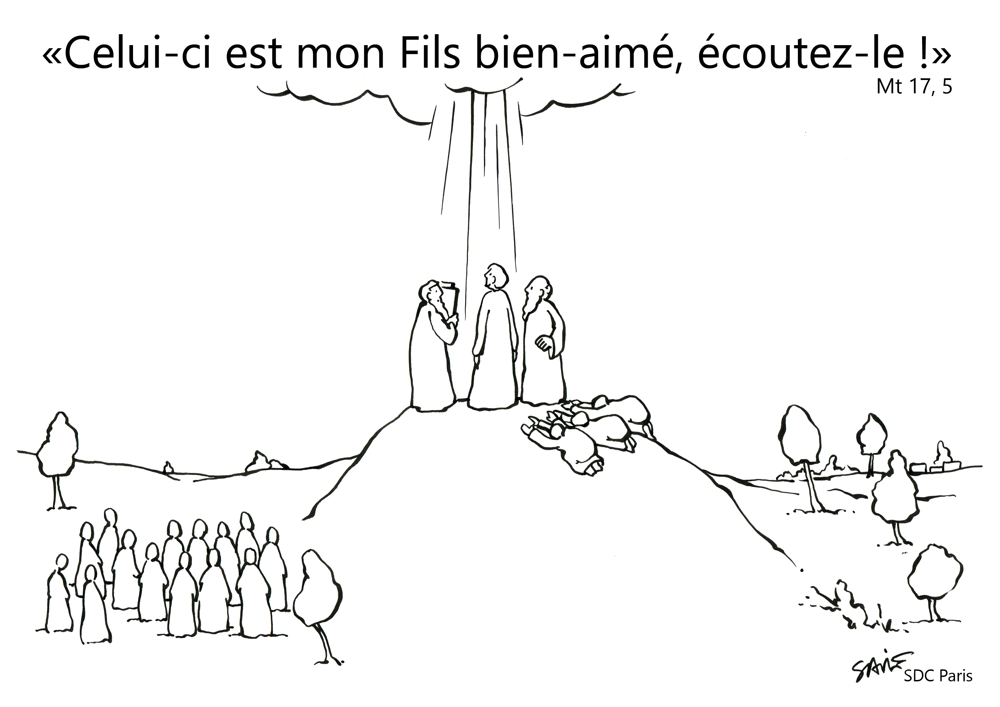 «Celui-ci est mon Fils bien-aimé, écoutez-le !»
Mt 17, 5
SDC Paris